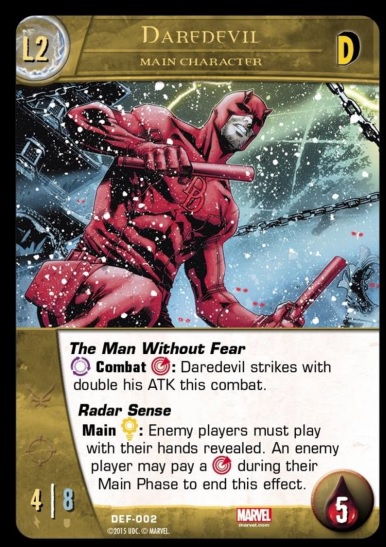 L2
DAREDEVIL
D
MAIN CHARACTER
The Man Without Fear
Combat : Daredevil strikes with
double his ATK this combat.
Radar Sense
Main : Enemy players must play
with their hands revealed. An enemy
player may pay a during their
Main Phase to end this effect.
4 | 8
DEF-002
©2015 UDC. © MARVEL.
MARVEL
marvel.com
5